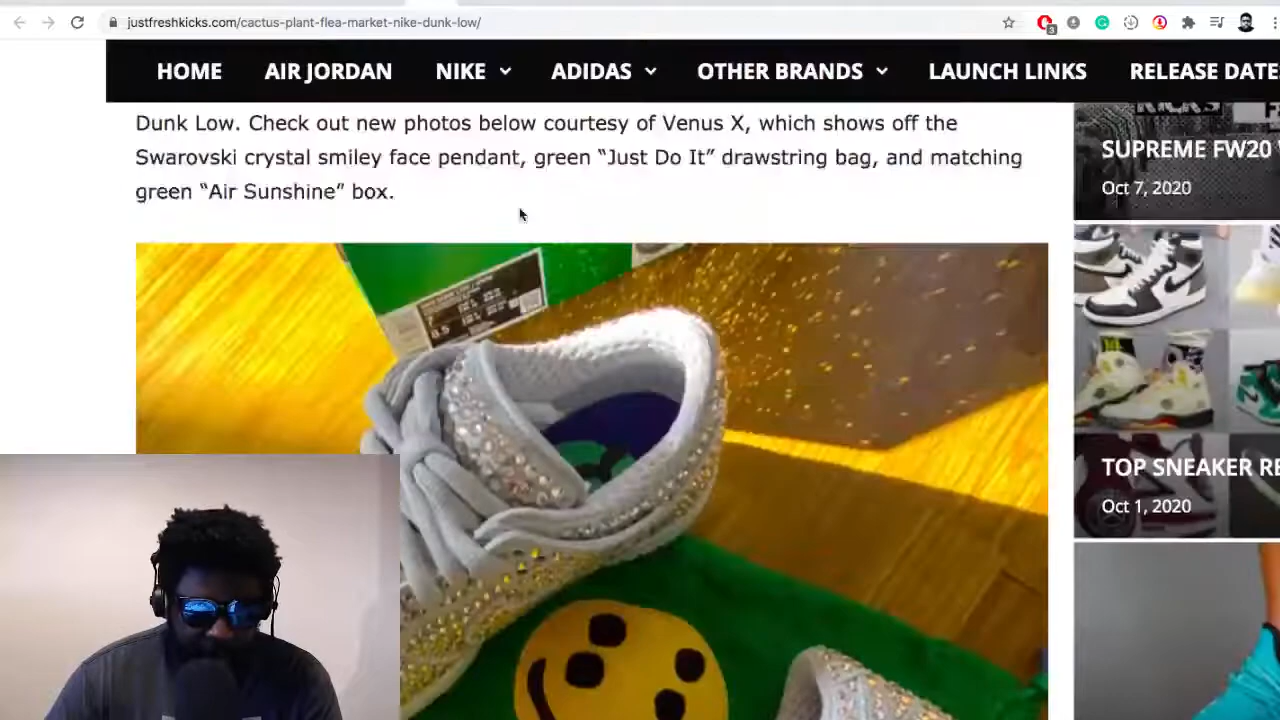 justfreshkicks.com/cactus-plant-flea-market-nike-dunk-low/
3
HOME AIR JORDAN NIKE ADIDAS OTHER BRANDS LAUNCH LINKS RELEASE DATE
Dunk Low. Check out new photos below courtesy of Venus X, which shows off the
Swarovski crystal smiley face pendant, green “Just Do It” drawstring bag, and matching
green “Air Sunshine” box.
SUPREME FW20
Oct 7, 2020
TOP SNEAKER RE
Oct 1, 2020